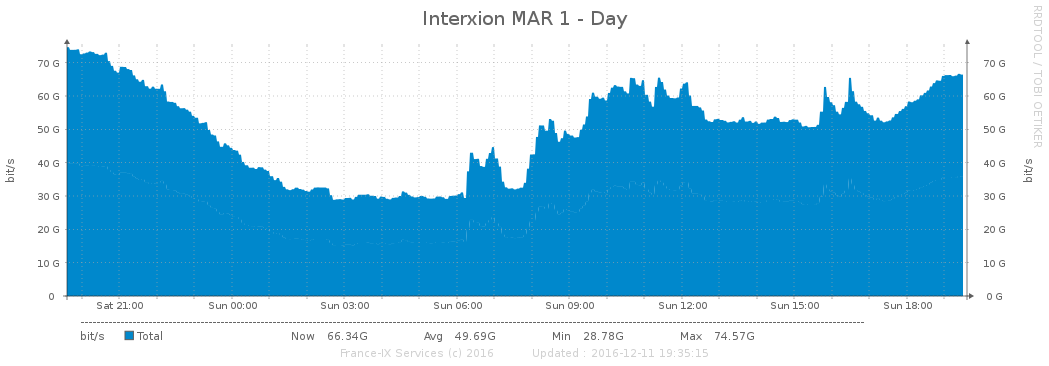 Interxion MAR 1 - Day
RRDTOOL / TOBI OETIKER
bit/s
70 G 70 G
60 G 60 G
50 G 50 G
40 G 40 G
30 G 30 G
20 G 20 G
10 G 10 G
0 0 G
bit/s
Sat 21:00 Sun 00:00 Sun 03:00 Sun 06:00 Sun 09:00 Sun 12:00 Sun 15:00 Sun 18:00
bit/s Total Now 66.34G Avg 49.69G Min 28.78G Max 74.57G
France-IX Services (c) 2016 Updated : 2016-12-11 19:35:15